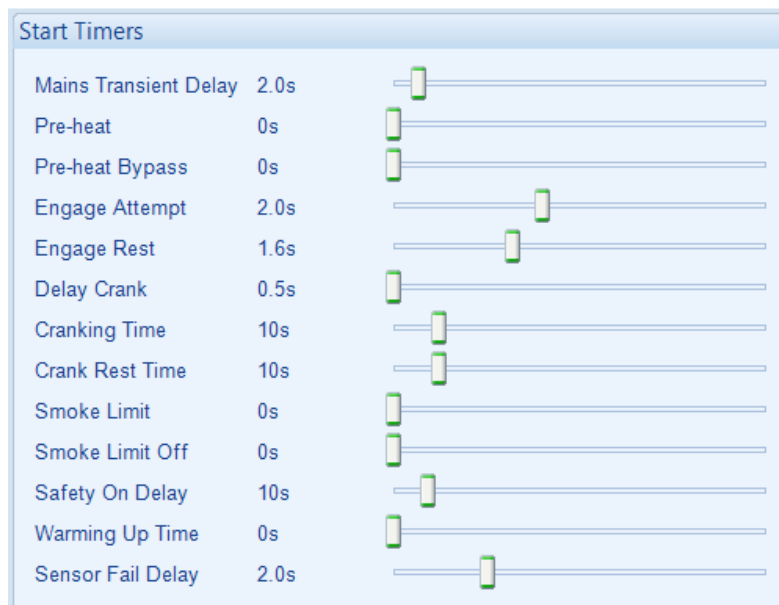 Start Timers
Mains Transient Delay 2.0s
Pre-heat 0s
Pre-heat Bypass 0s
Engage Attempt 2.0s
Engage Rest 1.6s
Delay Crank 0.5s
Cranking Time 10s
Crank Rest Time 10s
Smoke Limit 0s
Smoke Limit Off 0s
Safety On Delay 10s
Warming Up Time 0s
Sensor Fail Delay 2.0s